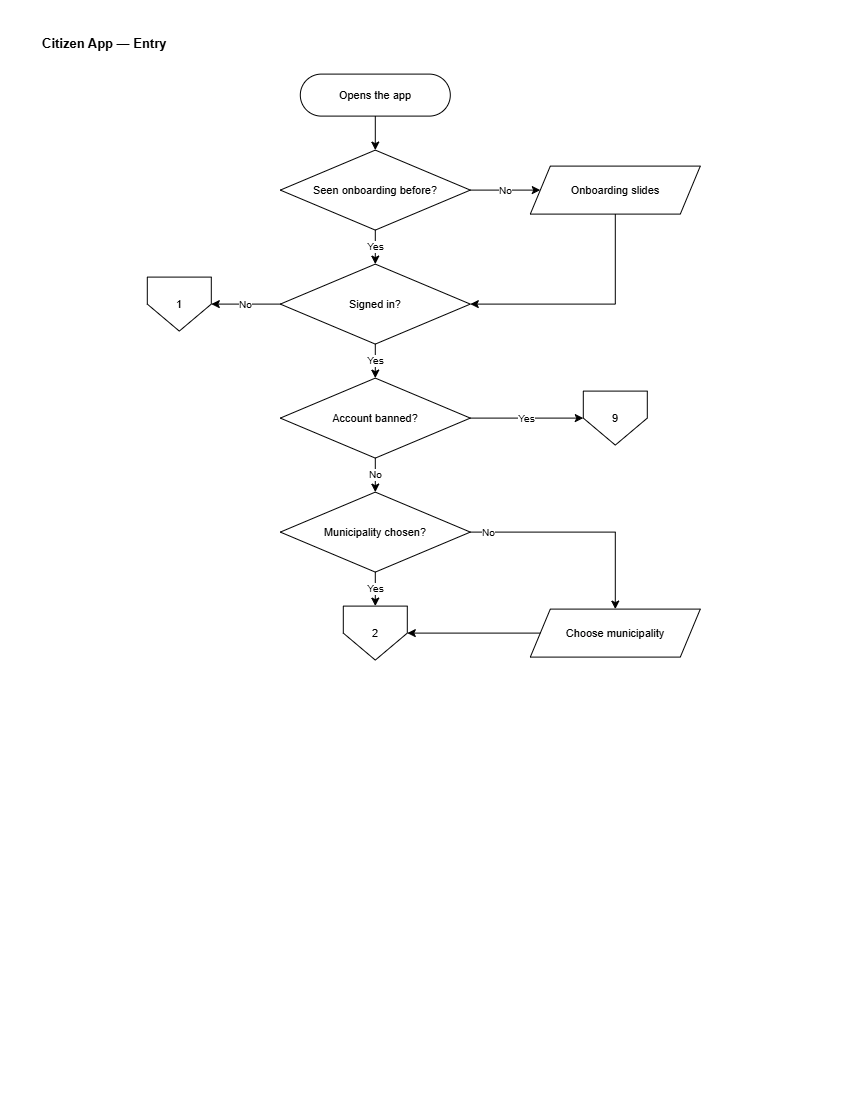 Citizen App — Entry
Opens the app
Seen onboarding before?
No
Onboarding slides
Yes
1
No
Signed in?
Yes
Account banned?
Yes
9
No
Municipality chosen?
No
Yes
2
Choose municipality